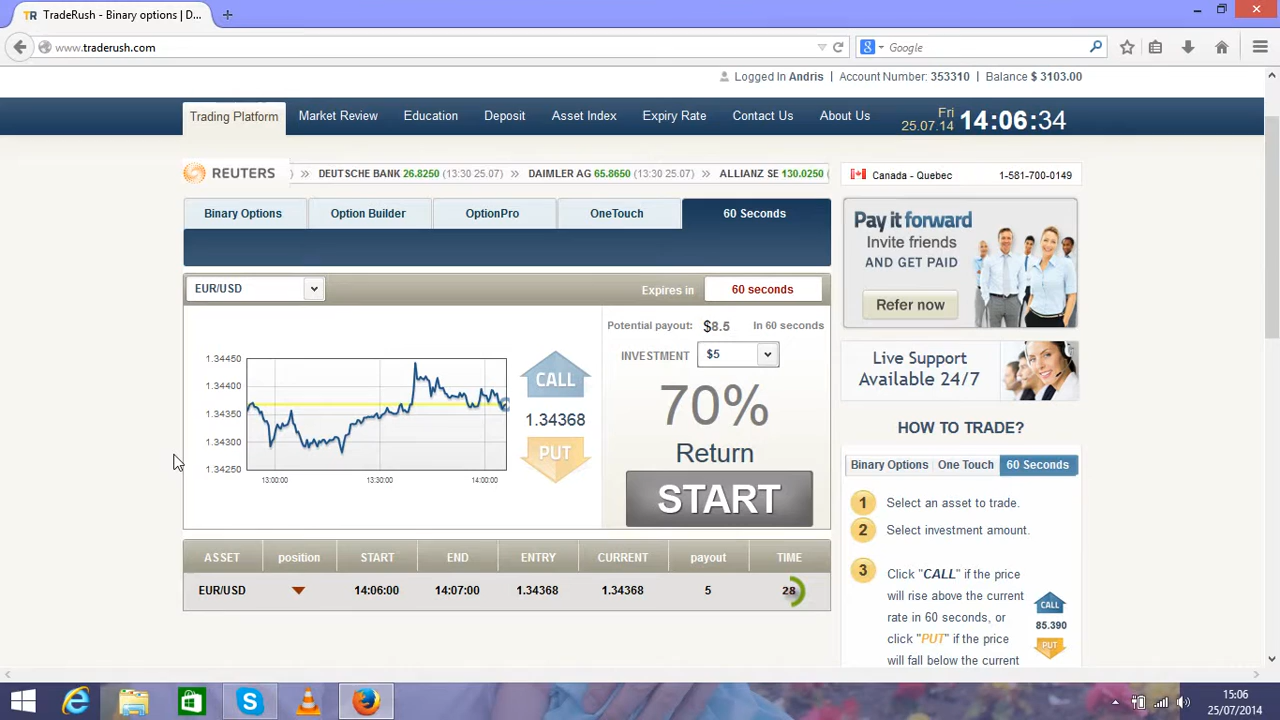 TR TradeRush - Binary options | D...
www.traderush.com
Google
Logged In Andris | Account Number: 353310 | Balance $ 3103.00
Trading Platform Market Review Education Deposit Asset Index Expiry Rate Contact Us About Us
Fri
25.07.14 14:06:34
REUTERS DEUTSCHE BANK 26.8250 (13:30 25.07) DAIMLER AG 65.8650 (13:30 25.07) ALLIANZ SE 130.0250
Canada - Quebec 1-581-700-0149
Binary Options Option Builder OptionPro OneTouch 60 Seconds
EUR/USD
Expires in 60 seconds
Potential payout: $8.5 In 60 seconds
INVESTMENT $5
70%
Return
START
1.34450
1.34400
1.34350
1.34300
1.34250
13:00:00 13:30:00 14:00:00
CALL
1.34368
PUT
ASSET position START END ENTRY CURRENT payout TIME
EUR/USD 14:06:00 14:07:00 1.34368 1.34368 5 28
Pay it forward
Invite friends
AND GET PAID
Refer now
Live Support
Available 24/7
HOW TO TRADE?
Binary Options One Touch 60 Seconds
1 Select an asset to trade.
2 Select investment amount.
3 Click "CALL" if the price
will rise above the current
rate in 60 seconds, or
click "PUT" if the price
will fall below the current
CALL
85.390
PUT
15:06
25/07/2014